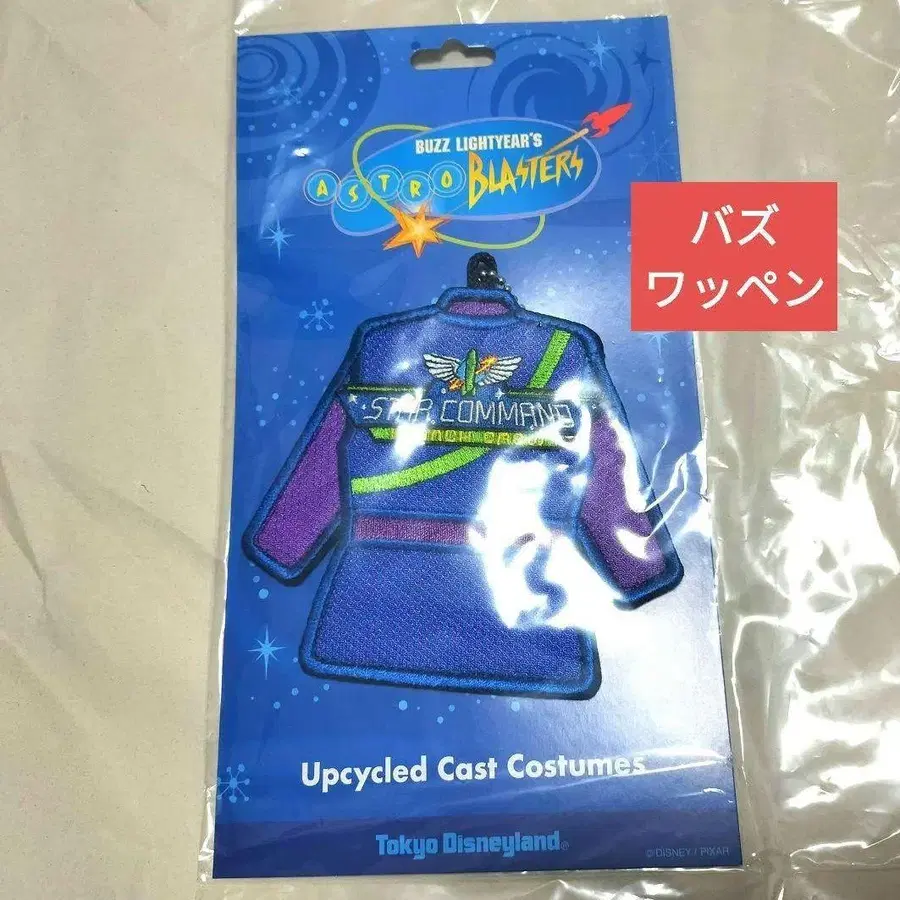 BUZZ LIGHTYEAR'S
ASTRO BLASTERS
バズ
ワッペン
STAR COMMAND
Upcycled Cast Costumes
Tokyo Disneyland®
© DISNEY / PIXAR